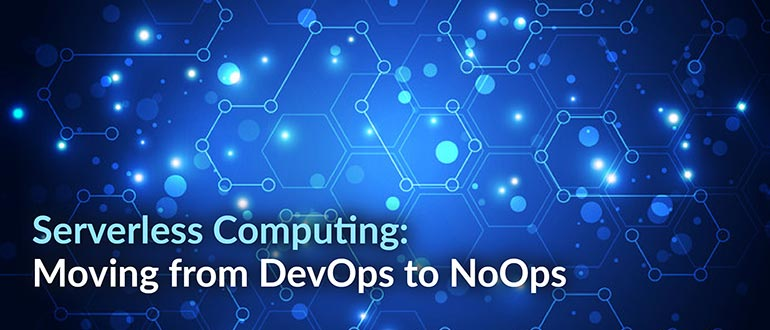 Serverless Computing:
Moving from DevOps to NoOps